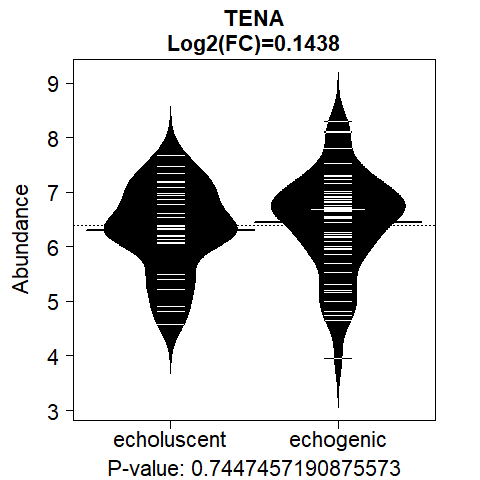 TENA
Log2(FC)=0.1438
Abundance
9
8
7
6
5
4
3
echoluscent echogenic
P-value: 0.7447457190875573